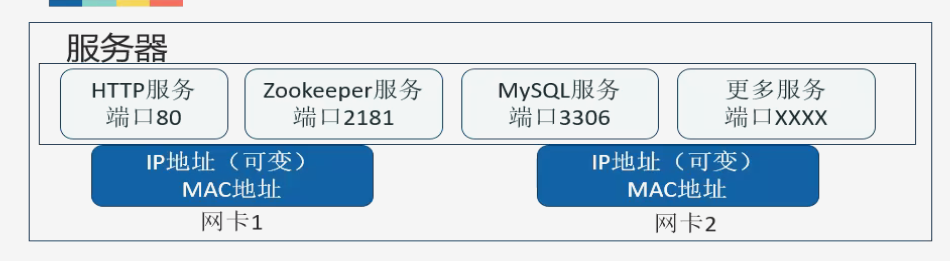 服务器
HTTP服务
端口80
Zookeeper服务
端口2181
MySQL服务
端口3306
更多服务
端口XXXX
IP地址（可变）
MAC地址
网卡1
IP地址（可变）
MAC地址
网卡2